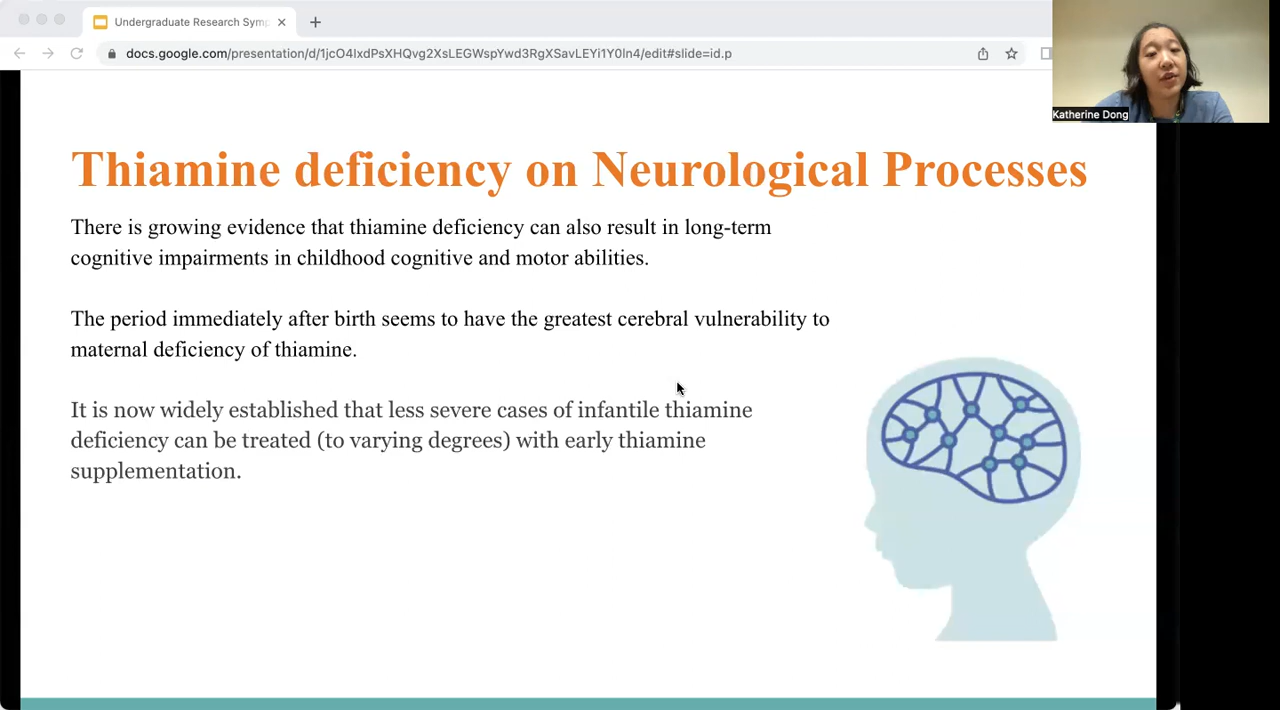 Undergraduate Research Symp
docs.google.com/presentation/d/1jcO4lxdPsXHQvg2XsLEGWspYwd3RgXSavLEYi1Y0ln4/edit#slide=id.p
Katherine Dong
Thiamine deficiency on Neurological Processes
There is growing evidence that thiamine deficiency can also result in long-term
cognitive impairments in childhood cognitive and motor abilities.
The period immediately after birth seems to have the greatest cerebral vulnerability to
maternal deficiency of thiamine.
It is now widely established that less severe cases of infantile thiamine
deficiency can be treated (to varying degrees) with early thiamine
supplementation.